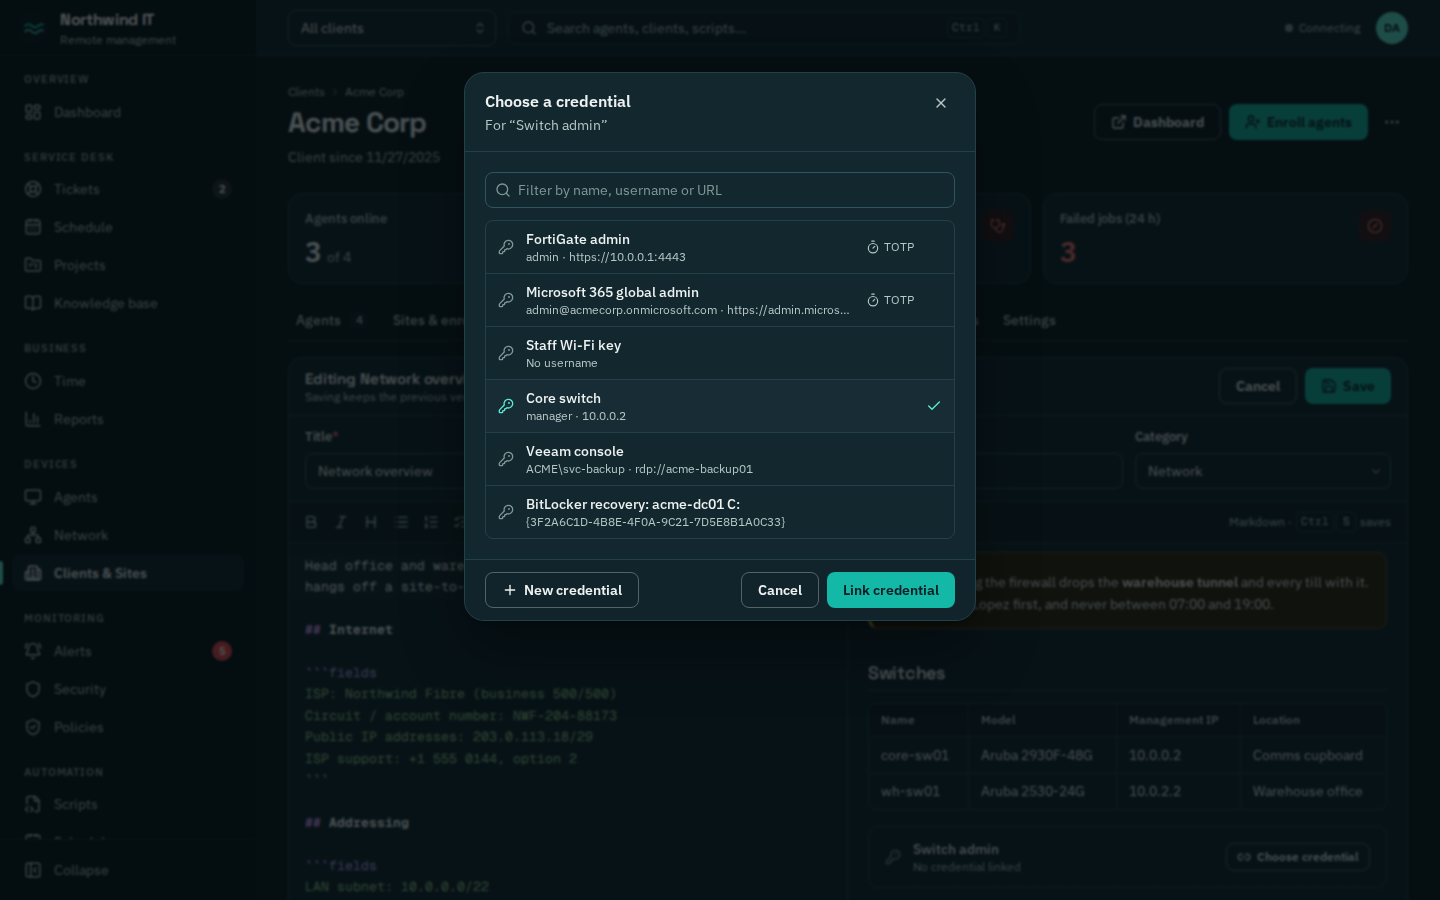 Northwind IT
Remote management
All clients
Search agents, clients, scripts...
Ctrl K
Connecting
DA
OVERVIEW
Dashboard
SERVICE DESK
Tickets
2
Schedule
Projects
Knowledge base
BUSINESS
Time
Reports
DEVICES
Agents
Network
Clients & Sites
MONITORING
Alerts
5
Security
Policies
AUTOMATION
Scripts
Collapse
Clients > Acme Corp
Acme Corp
Client since 11/27/2025
Dashboard
Enroll agents
Agents online
3 of 4
Failed jobs (24 h)
3
Agents 4
Sites &
Settings
Editing Network
Saving keeps the previous
Cancel
Save
Title*
Network overview
Category
Network
B I H
Markdown · Ctrl S saves
Head office and
hangs off a site-to-
## Internet
```fields
ISP: Northwind Fibre (business 500/500)
Circuit / account number: NWF-204-88173
Public IP addresses: 203.0.113.18/29
ISP support: +1 555 0144, option 2
```
## Addressing
```fields
LAN subnet: 10.0.0.0/22
the firewall drops the warehouse tunnel and every till with it.
first, and never between 07:00 and 19:00.
Switches
Name Model Management IP Location
core-sw01 Aruba 2930F-48G 10.0.0.2 Comms cupboard
wh-sw01 Aruba 2530-24G 10.0.2.2 Warehouse office
Switch admin
No credential linked
Choose credential
Choose a credential
For “Switch admin”
Filter by name, username or URL
FortiGate admin
admin · https://10.0.0.1:4443
TOTP
Microsoft 365 global admin
admin@acmecorp.onmicrosoft.com · https://admin.micros...
TOTP
Staff Wi-Fi key
No username
Core switch
manager · 10.0.0.2
Veeam console
ACME\svc-backup · rdp://acme-backup01
BitLocker recovery: acme-dc01 C:
{3F2A6C1D-4B8E-4F0A-9C21-7D5E8B1A0C33}
New credential
Cancel
Link credential